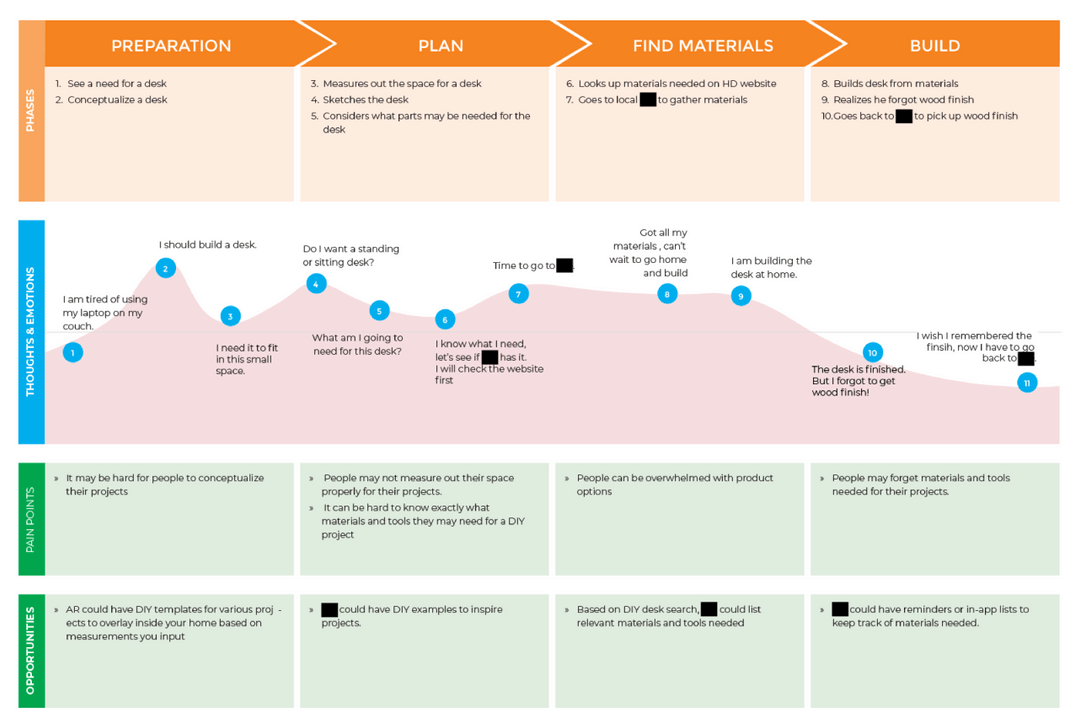 PREPARATION
PLAN
FIND MATERIALS
BUILD
PHASES
1. See a need for a desk
2. Conceptualize a desk
3. Measures out the space for a desk
4. Sketches the desk
5. Considers what parts may be needed for the
desk
6. Looks up materials needed on HD website
7. Goes to local to gather materials
8. Builds desk from materials
9. Realizes he forgot wood finish
10.Goes back to to pick up wood finish
THOUGHTS & EMOTIONS
I am tired of using
my laptop on my
couch.
1
I should build a desk.
2
3
I need it to fit
in this small
space.
Do I want a standing
or sitting desk?
4
5
What am I going to
need for this desk?
6
I know what I need,
let's see if has it.
I will check the website
first
Time to go to .
7
Got all my
materials , can't
wait to go home
and build
8
I am building the
desk at home.
9
10
The desk is finished.
But I forgot to get
wood finish!
I wish I remembered the
finsih, now I have to go
back to .
11
PAIN POINTS
» It may be hard for people to conceptualize
their projects
» People may not measure out their space
properly for their projects.
» It can be hard to know exactly what
materials and tools they may need for a DIY
project
» People can be overwhelmed with product
options
» People may forget materials and tools
needed for their projects.
OPPORTUNITIES
» AR could have DIY templates for various proj -
ects to overlay inside your home based on
measurements you input
» could have DIY examples to inspire
projects.
» Based on DIY desk search, could list
relevant materials and tools needed
» could have reminders or in-app lists to
keep track of materials needed.